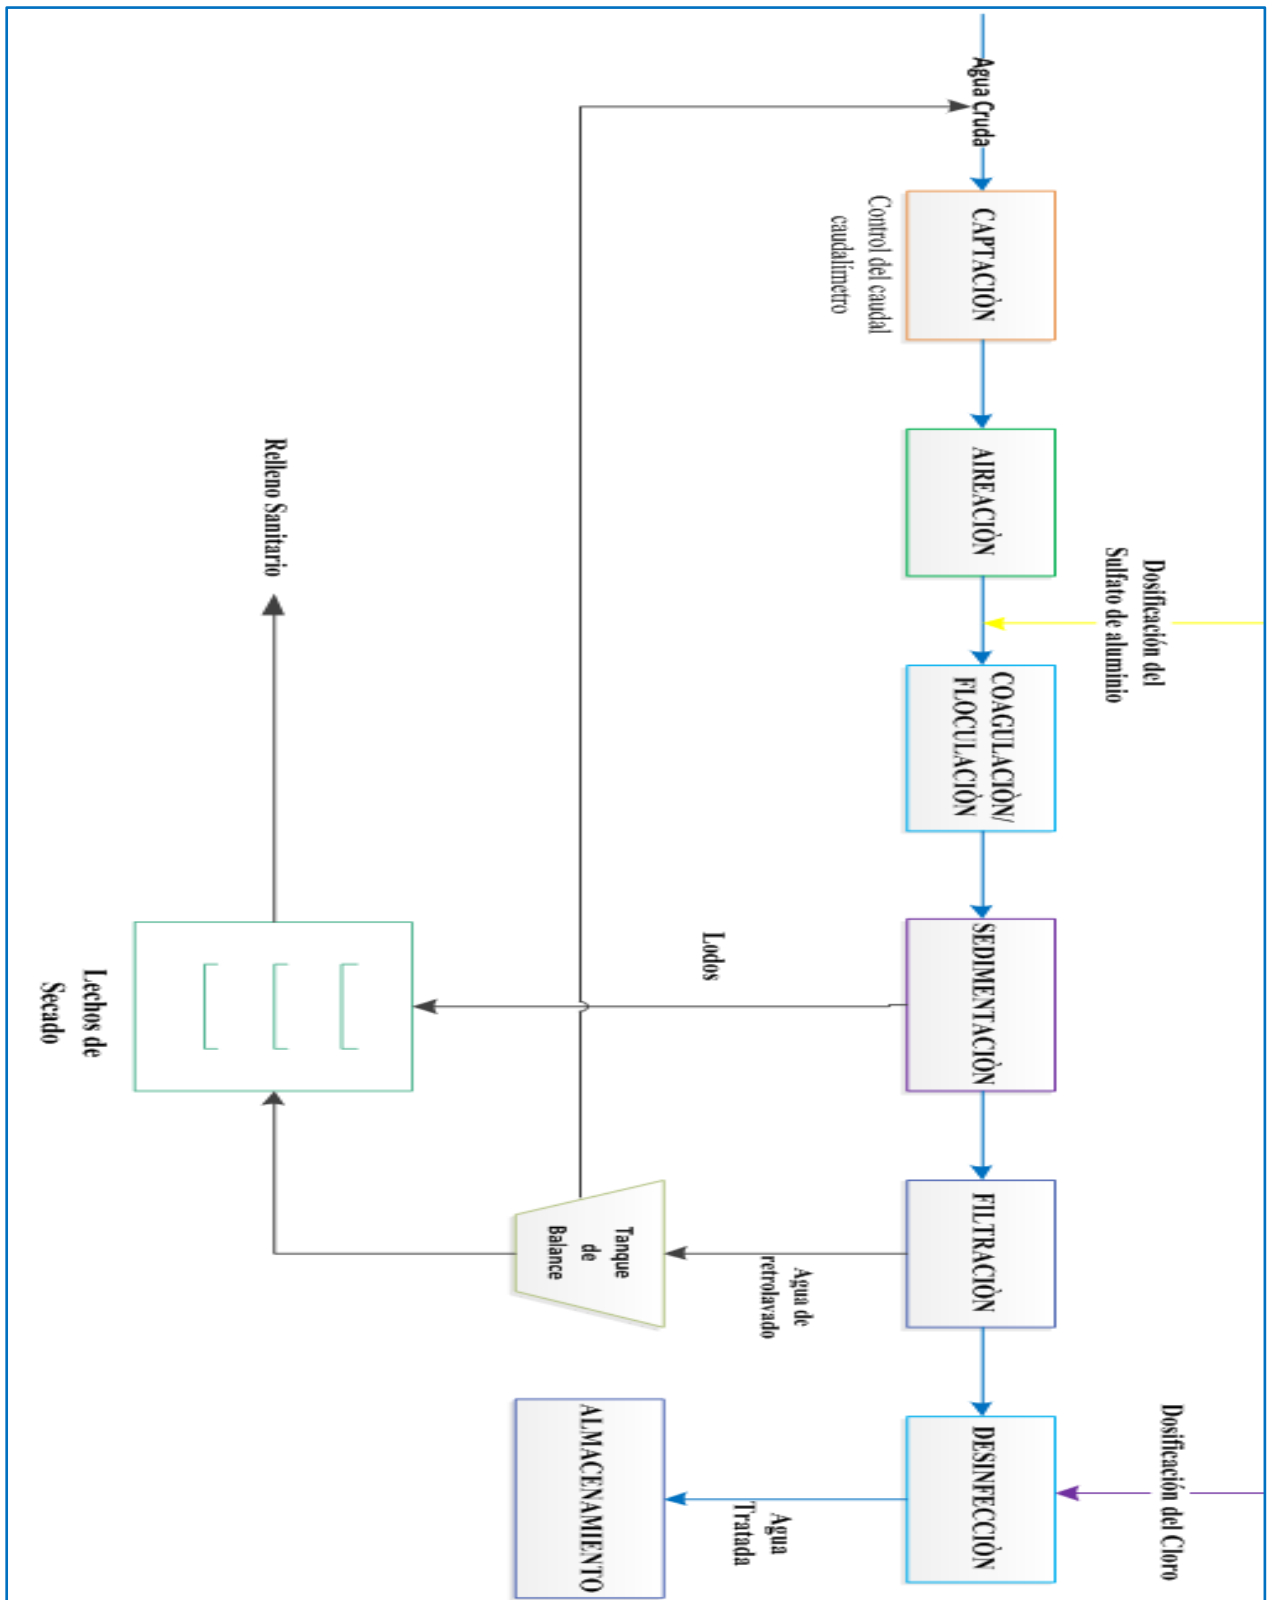 Dosificación del
Sulfato de aluminio
Dosificación del Cloro
Agua Cruda
CAPTACIÒN
AIREACIÒN
COAGULACIÒN/
FLOCULACIÒN
SEDIMENTACIÒN
FILTRACIÒN
DESINFECCIÒN
Control del caudal
caudalímetro
Lodos
Agua de
retrolavado
Agua
Tratada
Tanque
de
Balance
ALMACENAMIENTO
Relleno Sanitario
Lechos de
Secado